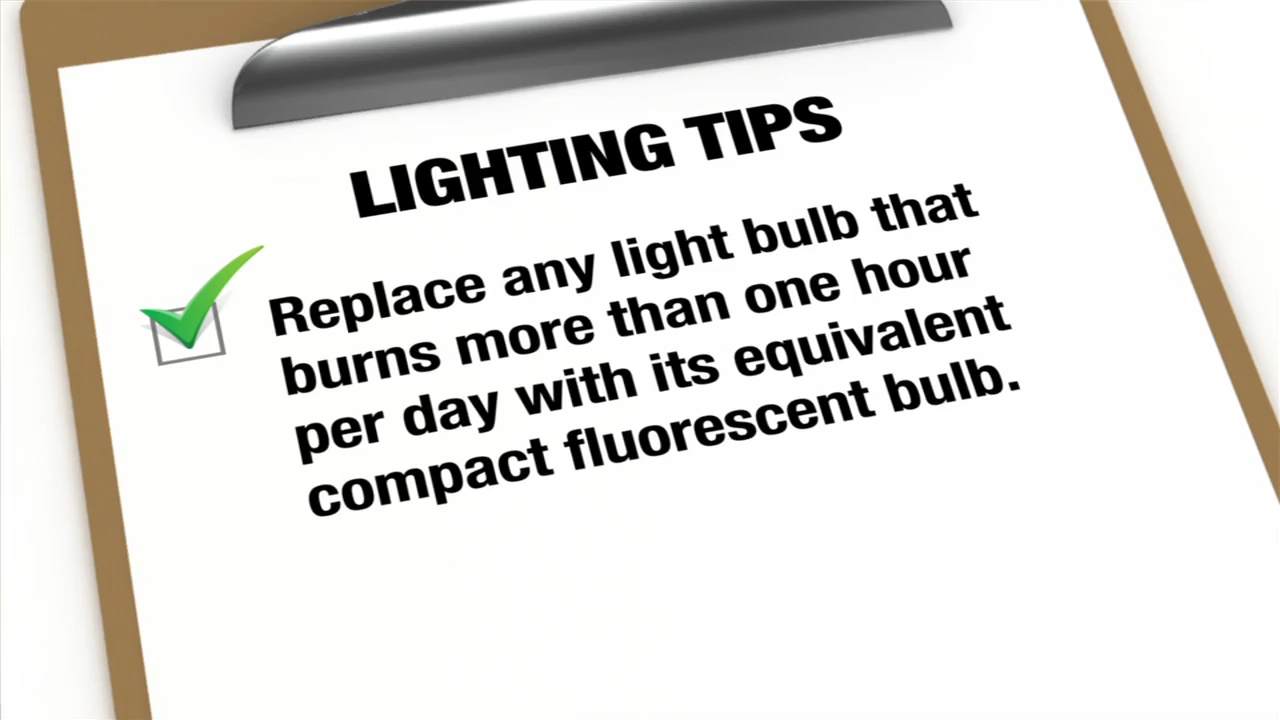 LIGHTING TIPS
Replace any light bulb that
burns more than one hour
per day with its equivalent
compact fluorescent bulb.